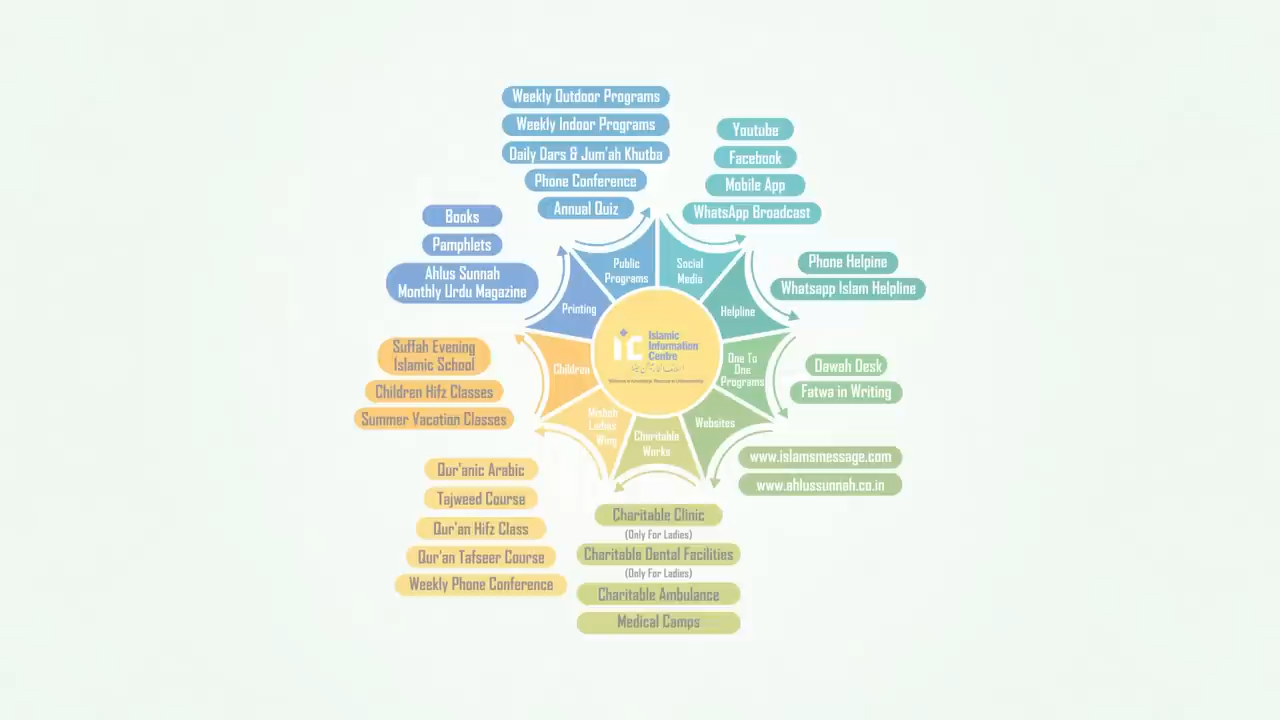 Weekly Outdoor Programs
Weekly Indoor Programs
Daily Dars & Jum'ah Khutba
Phone Conference
Annual Quiz
Youtube
Facebook
Mobile App
WhatsApp Broadcast
Books
Pamphlets
Ahlus Sunnah
Monthly Urdu Magazine
Phone Helpine
Whatsapp Islam Helpline
Public
Programs
Social
Media
Printing
Helpline
Islamic
Information
Centre
Children
One To
One
Programs
Suffah Evening
Islamic School
Children Hifz Classes
Summer Vacation Classes
Dawah Desk
Fatwa in Writing
Misbah
Ladies
Wing
Charitable
Works
Websites
www.islamsmessage.com
www.ahlussunnah.co.in
Qur'anic Arabic
Tajweed Course
Qur'an Hifz Class
Qur'an Tafseer Course
Weekly Phone Conference
Charitable Clinic
(Only For Ladies)
Charitable Dental Facilities
(Only For Ladies)
Charitable Ambulance
Medical Camps